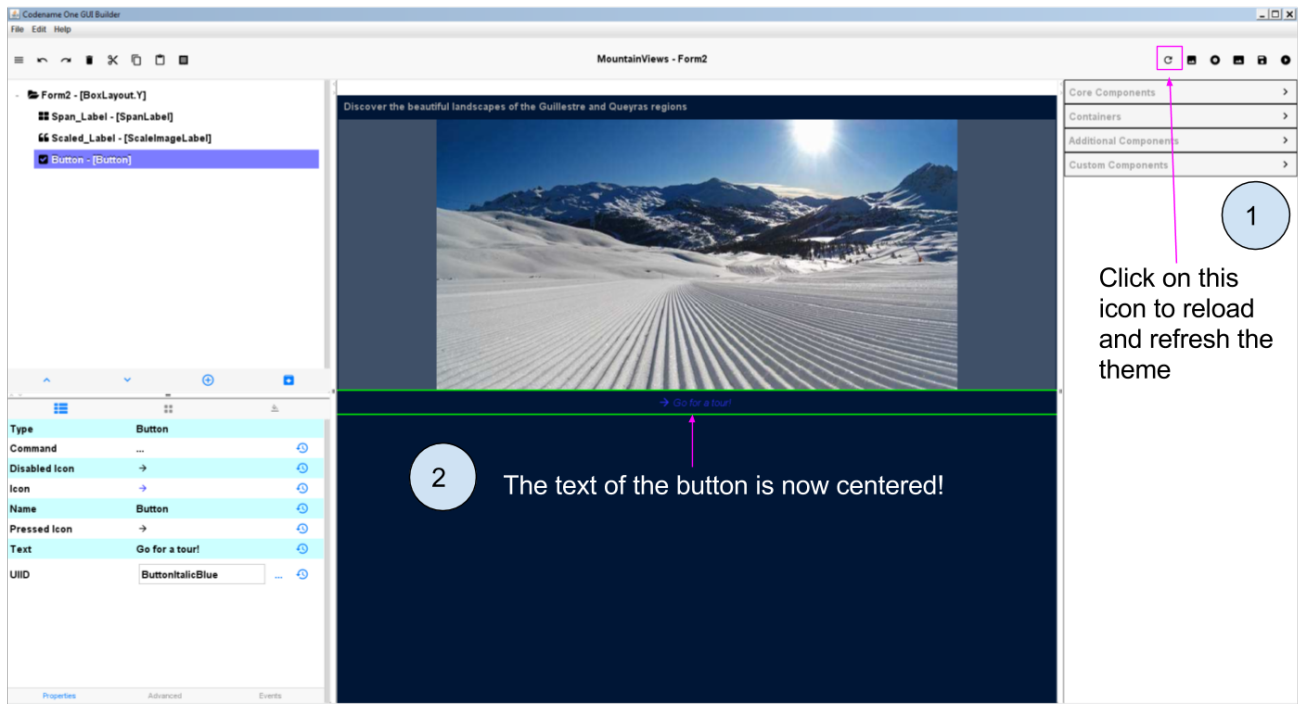 Codename One GUI Builder
File Edit Help
MountainViews - Form2
Form2 - [BoxLayout.Y]
Span_Label - [SpanLabel]
Scaled_Label - [ScaleImageLabel]
Button - [Button]
Discover the beautiful landscapes of the Guillestre and Queyras regions
Core Components
Containers
Additional Components
Custom Components
1
Click on this
icon to reload
and refresh the
theme
→ Go for a tour!
2
The text of the button is now centered!
Type Button
Command ...
Disabled Icon →
Icon →
Name Button
Pressed Icon →
Text Go for a tour!
UIID ButtonItalicBlue ...
Properties Advanced Events